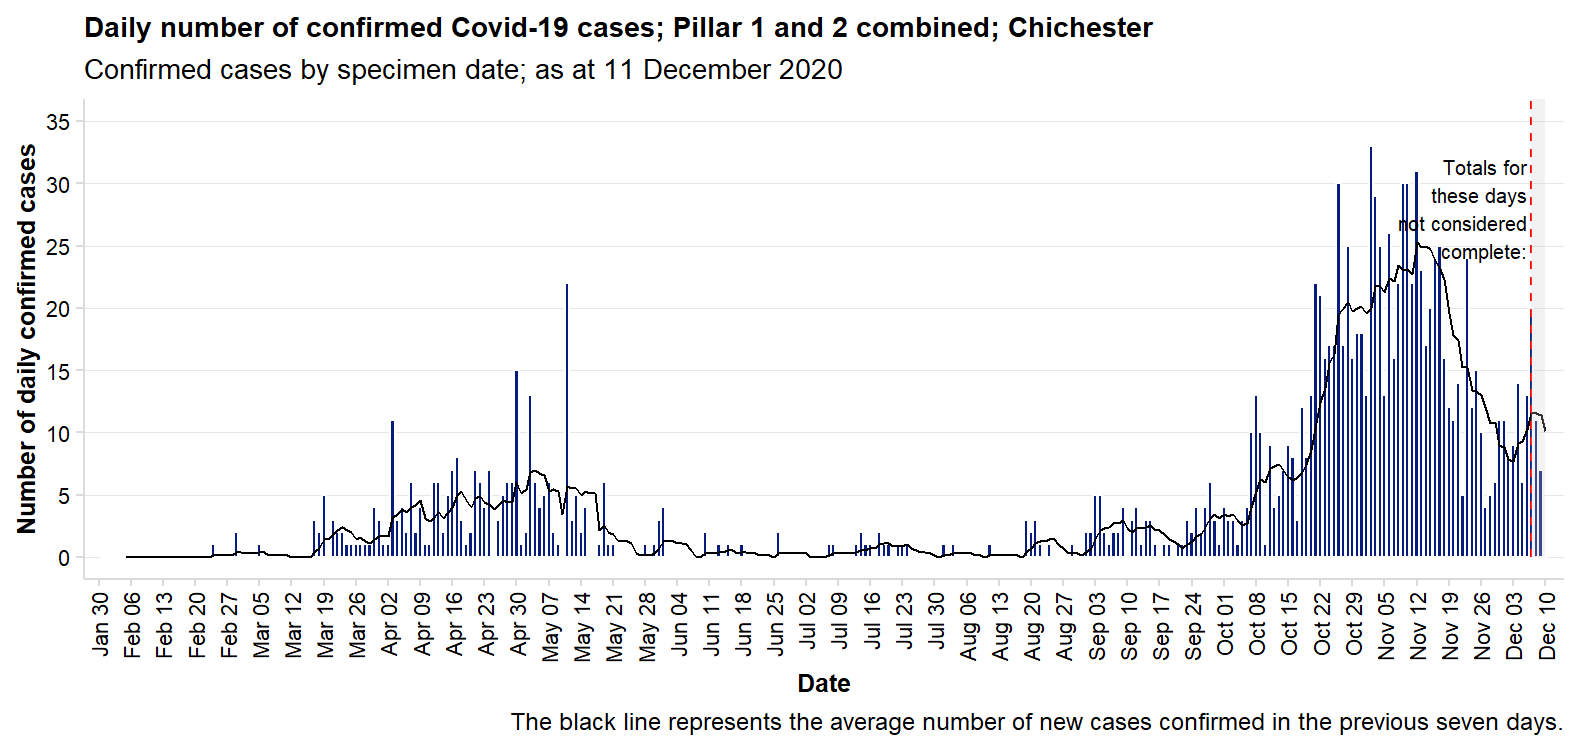 Daily number of confirmed Covid-19 cases; Pillar 1 and 2 combined; Chichester
Confirmed cases by specimen date; as at 11 December 2020
Number of daily confirmed cases
35
30
25
20
15
10
5
0
Totals for
these days
not considered
complete:
Jan 30
Feb 06
Feb 13
Feb 20
Feb 27
Mar 05
Mar 12
Mar 19
Mar 26
Apr 02
Apr 09
Apr 16
Apr 23
Apr 30
May 07
May 14
May 21
May 28
Jun 04
Jun 11
Jun 18
Jun 25
Jul 02
Jul 09
Jul 16
Jul 23
Jul 30
Aug 06
Aug 13
Aug 20
Aug 27
Sep 03
Sep 10
Sep 17
Sep 24
Oct 01
Oct 08
Oct 15
Oct 22
Oct 29
Nov 05
Nov 12
Nov 19
Nov 26
Dec 03
Dec 10
Date
The black line represents the average number of new cases confirmed in the previous seven days.